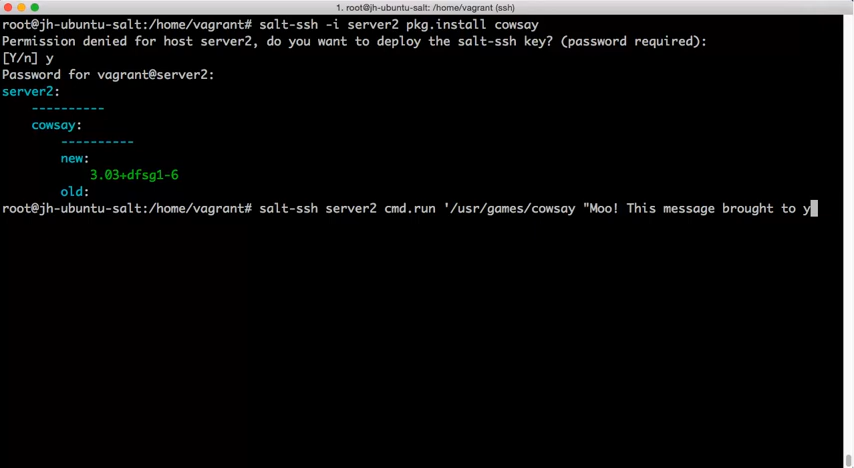 1. root@jh-ubuntu-salt: /home/vagrant (ssh)
root@jh-ubuntu-salt:/home/vagrant# salt-ssh -i server2 pkg.install cowsay
Permission denied for host server2, do you want to deploy the salt-ssh key? (password required):
[Y/n] y
Password for vagrant@server2:
server2:
----------
cowsay:
----------
new:
3.03+dfsg1-6
old:
root@jh-ubuntu-salt:/home/vagrant# salt-ssh server2 cmd.run '/usr/games/cowsay "Moo! This message brought to y